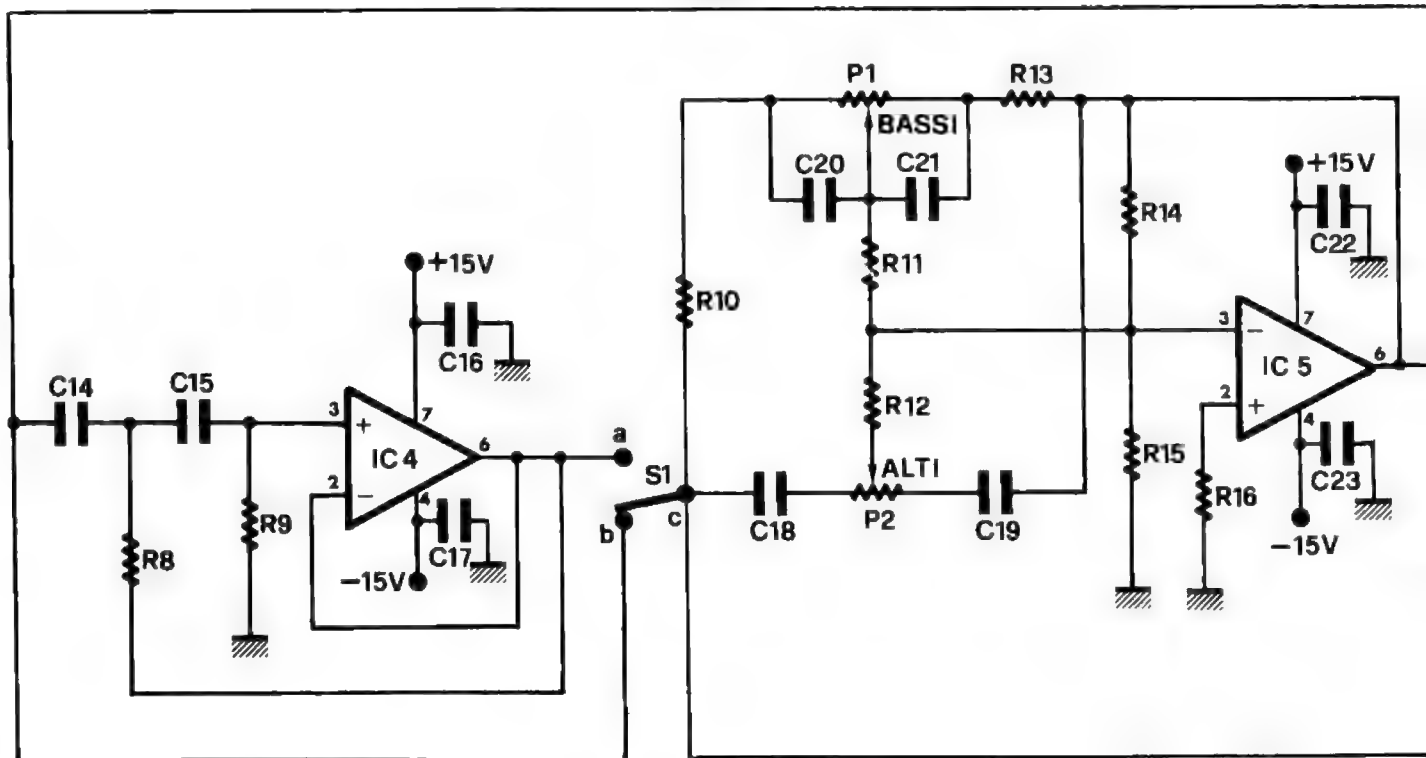 P1
R13
BASSI
C20
C21
+15V
R14
C22
R11
+15V
R10
C16
3
−
7
IC 5
6
C14
C15
R12
2
+
4
3
+
7
a
IC 4
6
S1
ALTI
R15
C23
2
−
4
R9
b
c
C18
P2
C19
R16
R8
C17
−15V
−15V